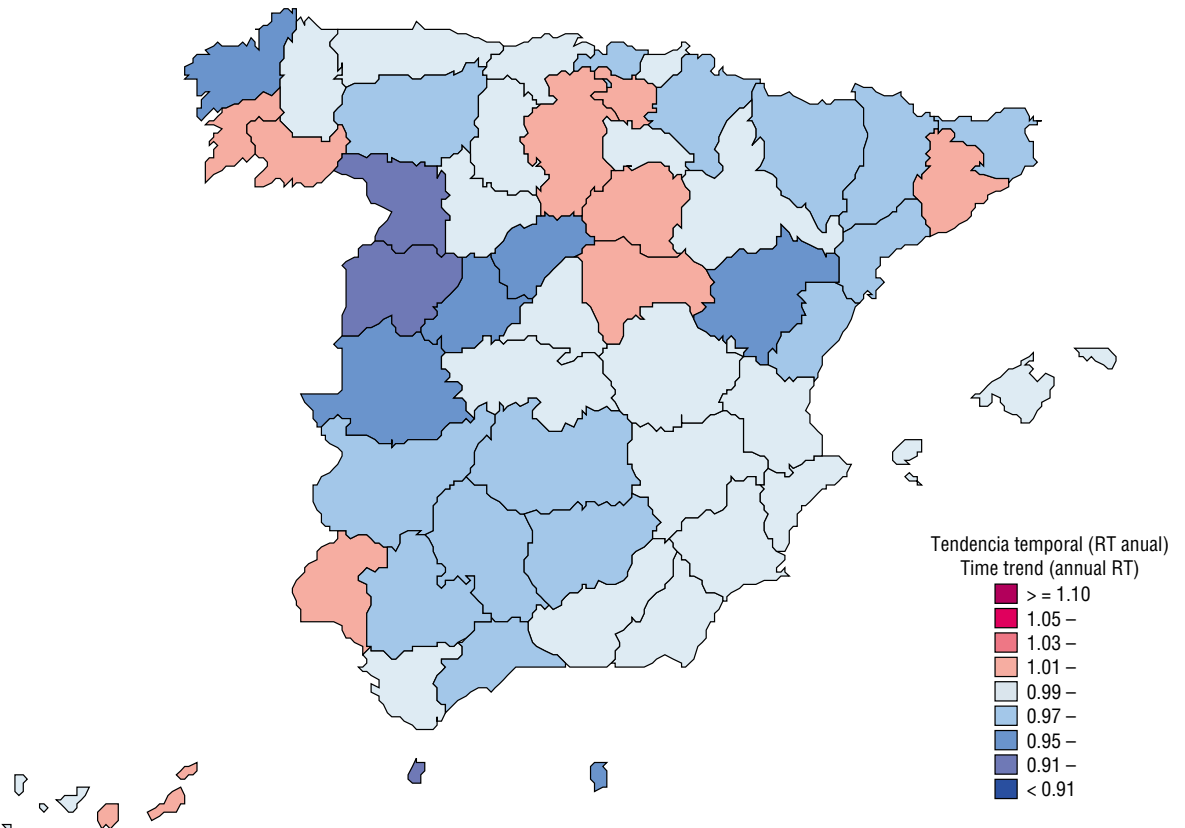 Tendencia temporal (RT anual)
Time trend (annual RT)
> = 1.10
1.05 –
1.03 –
1.01 –
0.99 –
0.97 –
0.95 –
0.91 –
< 0.91